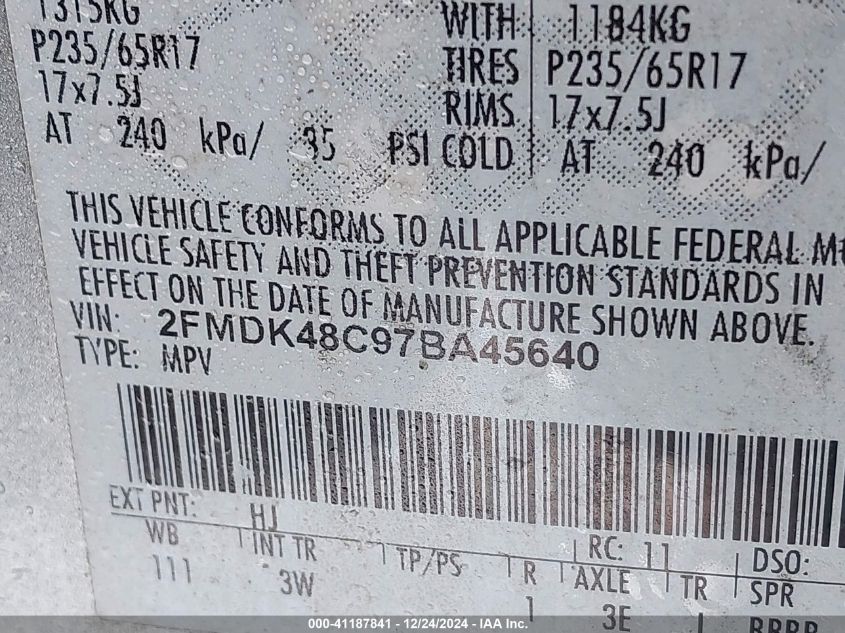 1315KG WITH 1184KG
P235/65R17 TIRES P235/65R17
17x7.5J RIMS 17x7.5J
AT 240 kPa/ 35 PSI COLD AT 240 kPa/
THIS VEHICLE CONFORMS TO ALL APPLICABLE FEDERAL
VEHICLE SAFETY AND THEFT PREVENTION STANDARDS IN
EFFECT ON THE DATE OF MANUFACTURE SHOWN ABOVE.
VIN: 2FMDK48C97BA45640
TYPE: MPV
EXT PNT: HJ RC: 11 DSO:
WB INT TR TP/PS R AXLE TR SPR
111 3W 1 3E
000-41187841 - 12/24/2024 - IAA Inc.